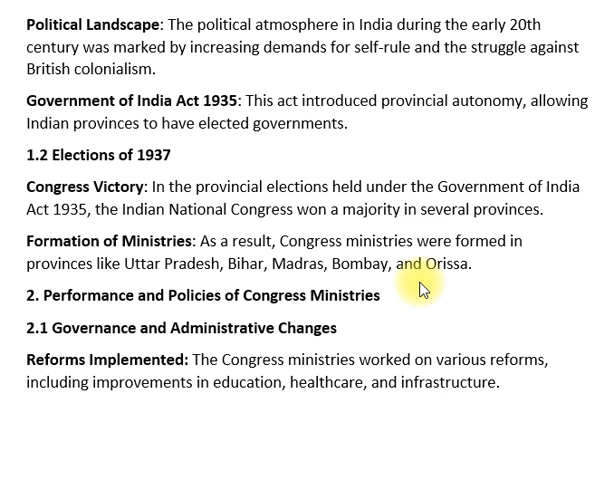 Political Landscape: The political atmosphere in India during the early 20th
century was marked by increasing demands for self-rule and the struggle against
British colonialism.
Government of India Act 1935: This act introduced provincial autonomy, allowing
Indian provinces to have elected governments.
1.2 Elections of 1937
Congress Victory: In the provincial elections held under the Government of India
Act 1935, the Indian National Congress won a majority in several provinces.
Formation of Ministries: As a result, Congress ministries were formed in
provinces like Uttar Pradesh, Bihar, Madras, Bombay, and Orissa.
2. Performance and Policies of Congress Ministries
2.1 Governance and Administrative Changes
Reforms Implemented: The Congress ministries worked on various reforms,
including improvements in education, healthcare, and infrastructure.